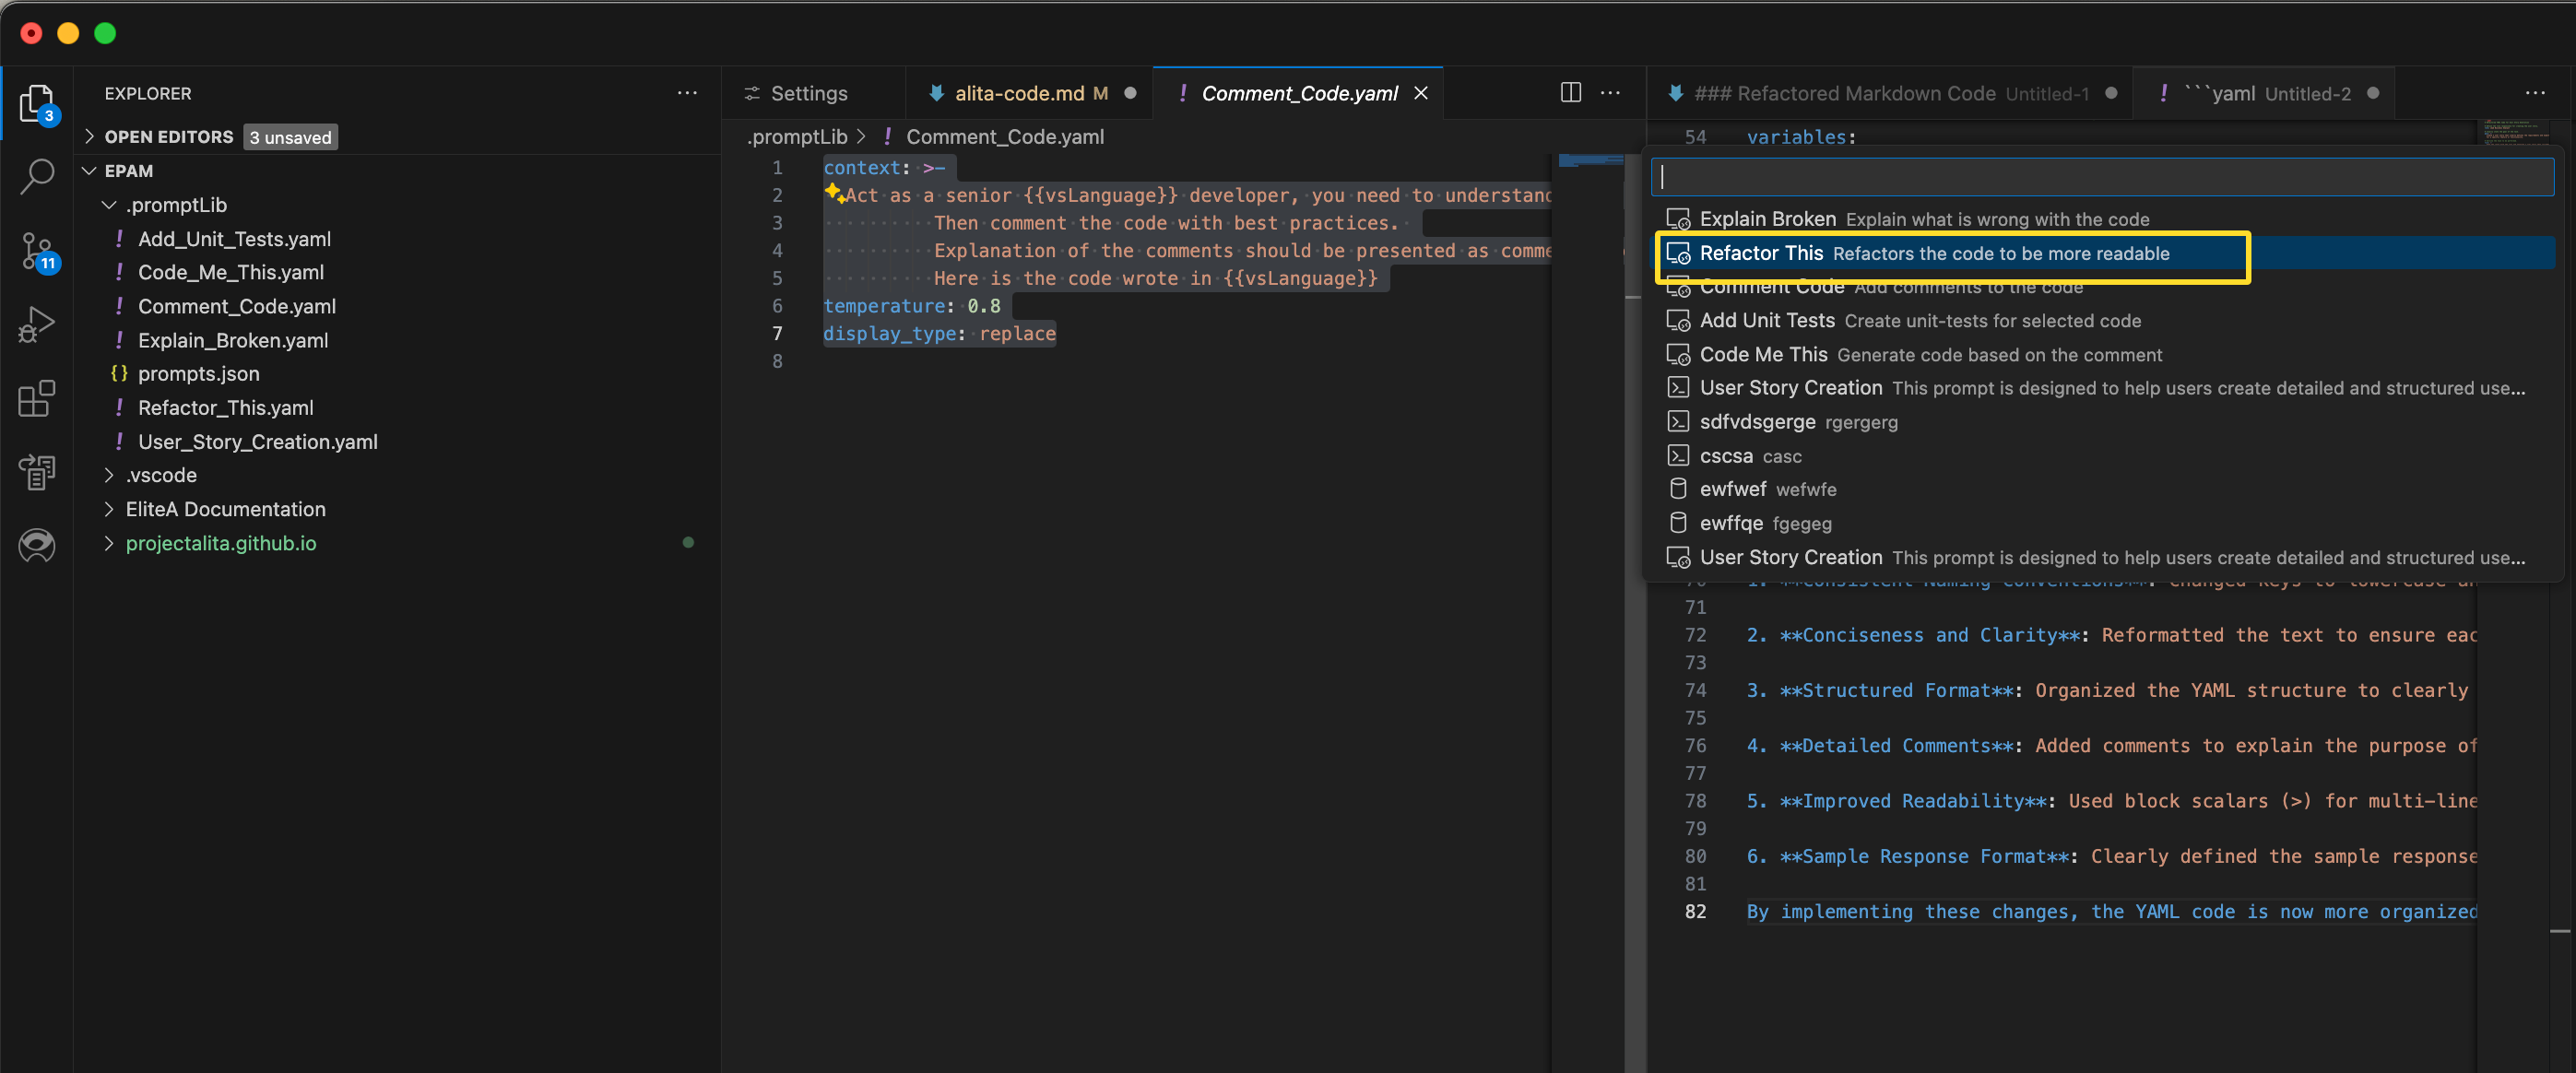 EXPLORER
3
OPEN EDITORS 3 unsaved
EPAM
.promptLib
Add_Unit_Tests.yaml
Code_Me_This.yaml
Comment_Code.yaml
Explain_Broken.yaml
{} prompts.json
Refactor_This.yaml
User_Story_Creation.yaml
.vscode
EliteA Documentation
projectalita.github.io
11
Settings
alita-code.md M
! Comment_Code.yaml
.promptLib > ! Comment_Code.yaml
1 context: >-
2 Act as a senior {{vsLanguage}} developer, you need to understand
3 Then comment the code with best practices.
4 Explanation of the comments should be presented as comme
5 Here is the code wrote in {{vsLanguage}}
6 temperature: 0.8
7 display_type: replace
8
### Refactored Markdown Code Untitled-1
! ```yaml Untitled-2
54 variables:
Explain Broken Explain what is wrong with the code
Refactor This Refactors the code to be more readable
Comment Code Add comments to the code
Add Unit Tests Create unit-tests for selected code
Code Me This Generate code based on the comment
User Story Creation This prompt is designed to help users create detailed and structured use...
sdfvdsgerge rgergerg
cscsa casc
ewfwef wefwfe
ewffqe fgegeg
User Story Creation This prompt is designed to help users create detailed and structured use...
70 1. **Consistent Naming Conventions**: Changed keys to lowercase
71
72 2. **Conciseness and Clarity**: Reformatted the text to ensure eac
73
74 3. **Structured Format**: Organized the YAML structure to clearly
75
76 4. **Detailed Comments**: Added comments to explain the purpose of
77
78 5. **Improved Readability**: Used block scalars (>) for multi-line
79
80 6. **Sample Response Format**: Clearly defined the sample response
81
82 By implementing these changes, the YAML code is now more organized